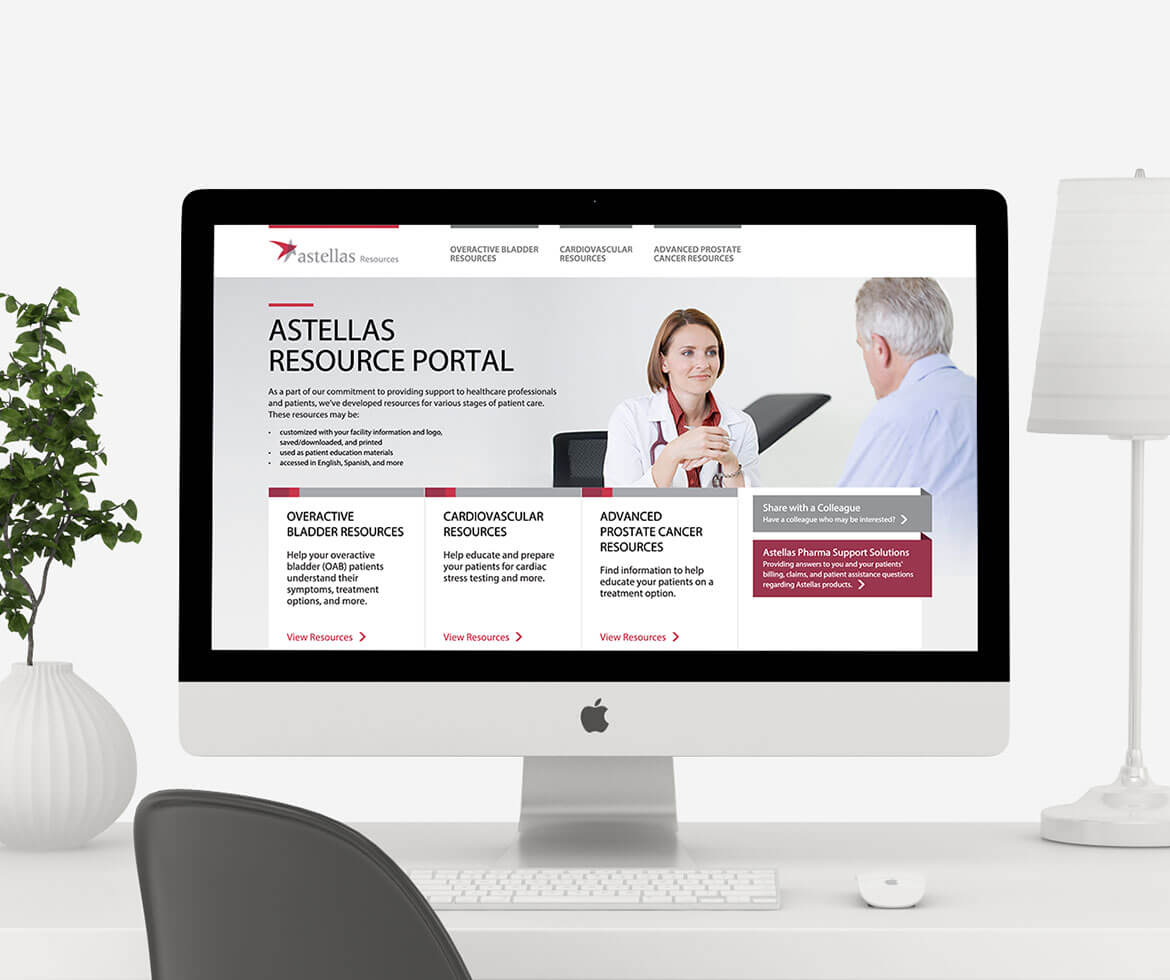 astellas Resources
OVERACTIVE BLADDER
RESOURCES
CARDIOVASCULAR
RESOURCES
ADVANCED PROSTATE
CANCER RESOURCES
ASTELLAS
RESOURCE PORTAL
As a part of our commitment to providing support to healthcare professionals
and patients, we've developed resources for various stages of patient care.
These resources may be:
• customized with your facility information and logo,
saved/downloaded, and printed
• used as patient education materials
• accessed in English, Spanish, and more
OVERACTIVE
BLADDER RESOURCES
Help your overactive
bladder (OAB) patients
understand their
symptoms, treatment
options, and more.
View Resources
CARDIOVASCULAR
RESOURCES
Help educate and prepare
your patients for cardiac
stress testing and more.
View Resources
ADVANCED
PROSTATE CANCER
RESOURCES
Find information to help
educate your patients on a
treatment option.
View Resources
Share with a Colleague
Have a colleague who may be interested?
Astellas Pharma Support Solutions
Providing answers to you and your patients'
billing, claims, and patient assistance questions
regarding Astellas products.